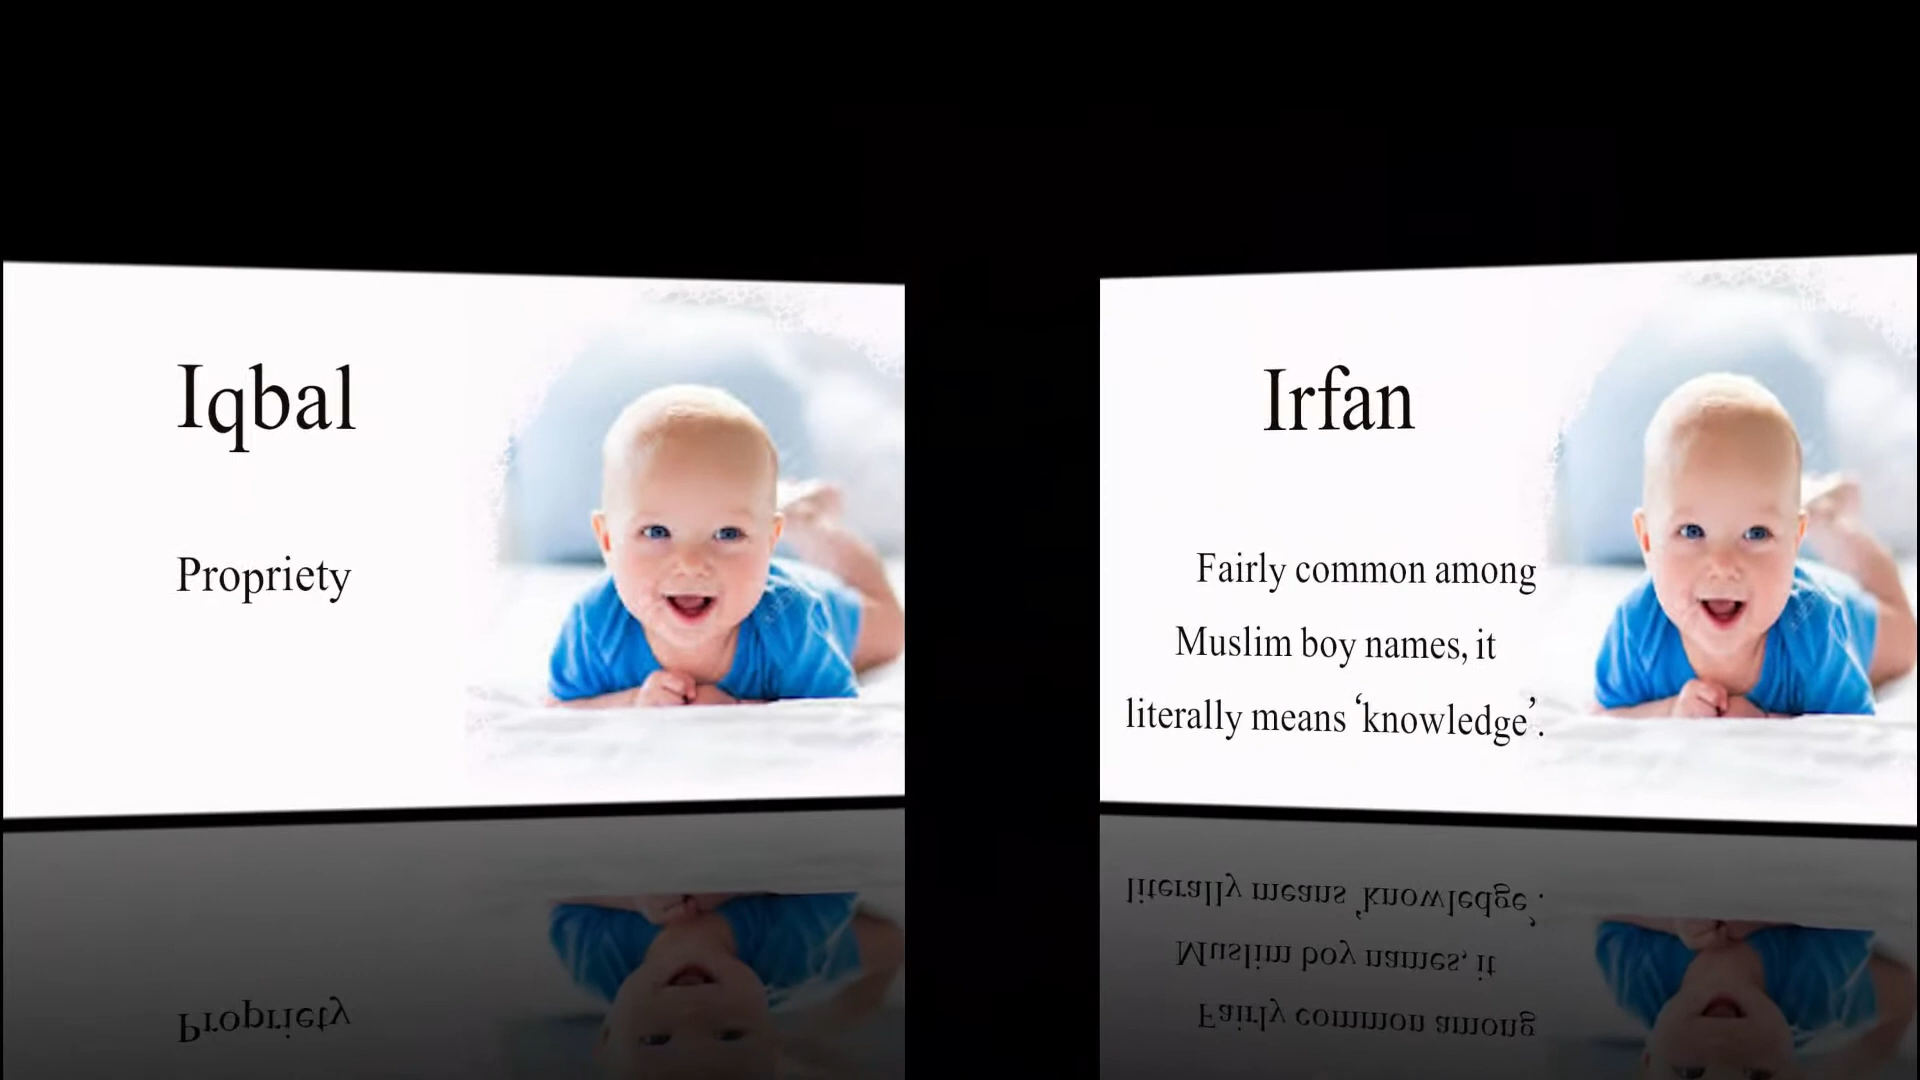 Iqbal
Propriety
Irfan
Fairly common among
Muslim boy names, it
literally means ‘knowledge’.